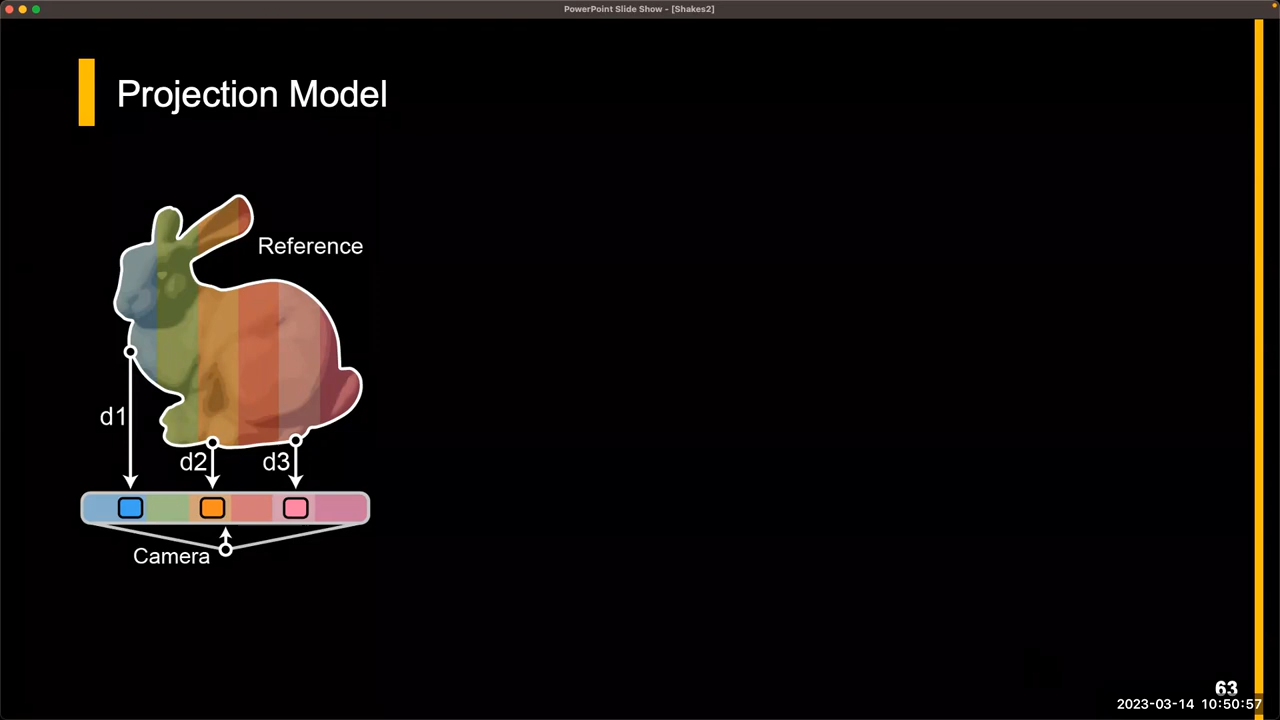 PowerPoint Slide Show - [Shakes2]
Projection Model
Reference
d1
d2
d3
Camera
63
2023-03-14 10:50:57